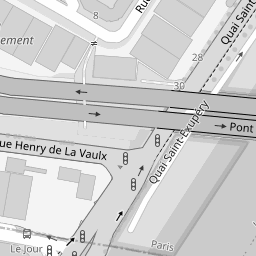 8
Ru
Quai Saint
ement
28
30
Pont
Quai Saint-Exupéry
ue Henry de La Vaulx
Le Jour
Paris